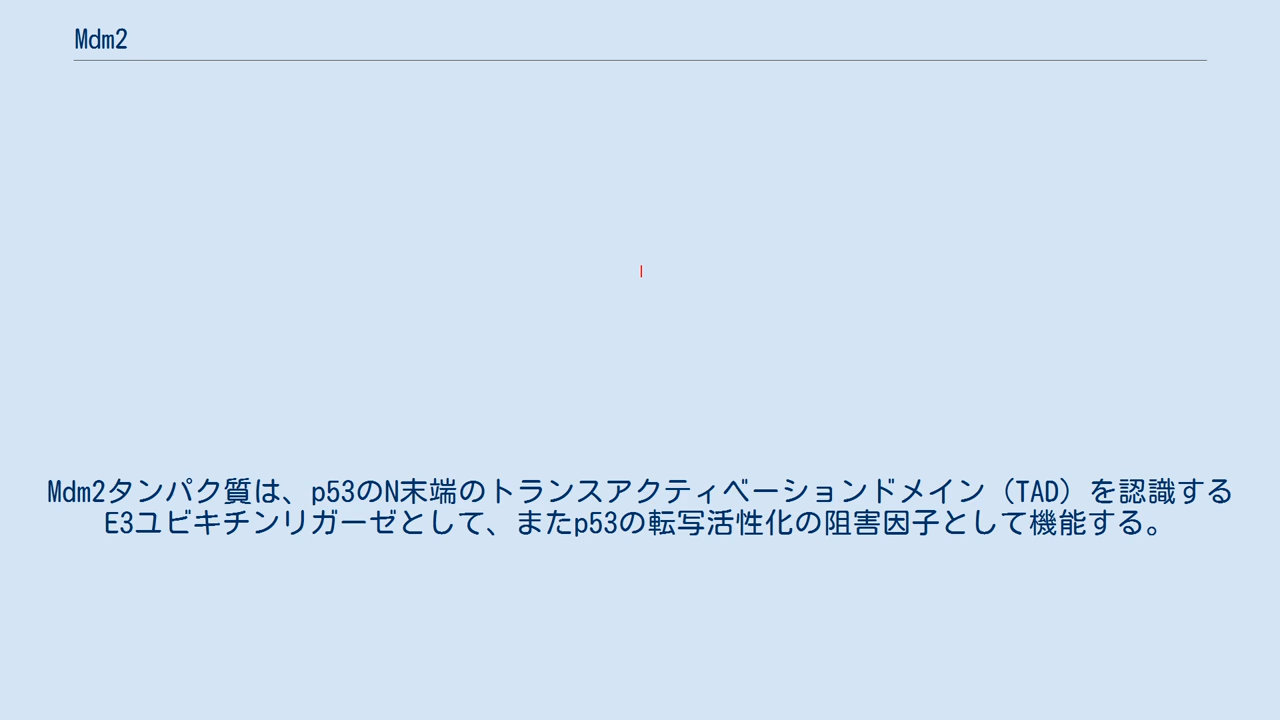 Mdm2
Mdm2タンパク質は、p53のN末端のトランスアクティベーションドメイン（TAD）を認識する
E3ユビキチンリガーゼとして、またp53の転写活性化の阻害因子として機能する。